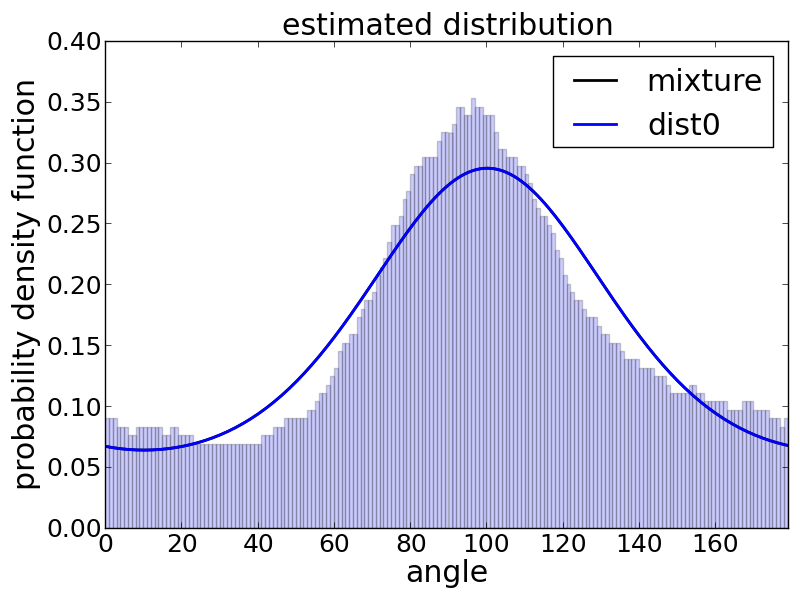 estimated distribution
mixture
dist0
probability density function
0.40
0.35
0.30
0.25
0.20
0.15
0.10
0.05
0.00
0 20 40 60 80 100 120 140 160
angle